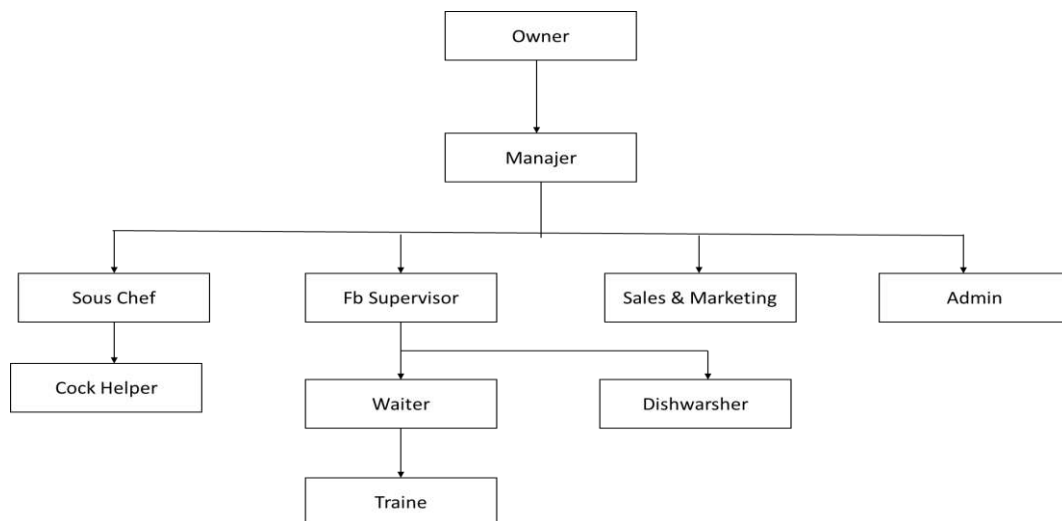 Owner
Manajer
Sous Chef
Fb Supervisor
Sales & Marketing
Admin
Cock Helper
Waiter
Dishwarsher
Traine